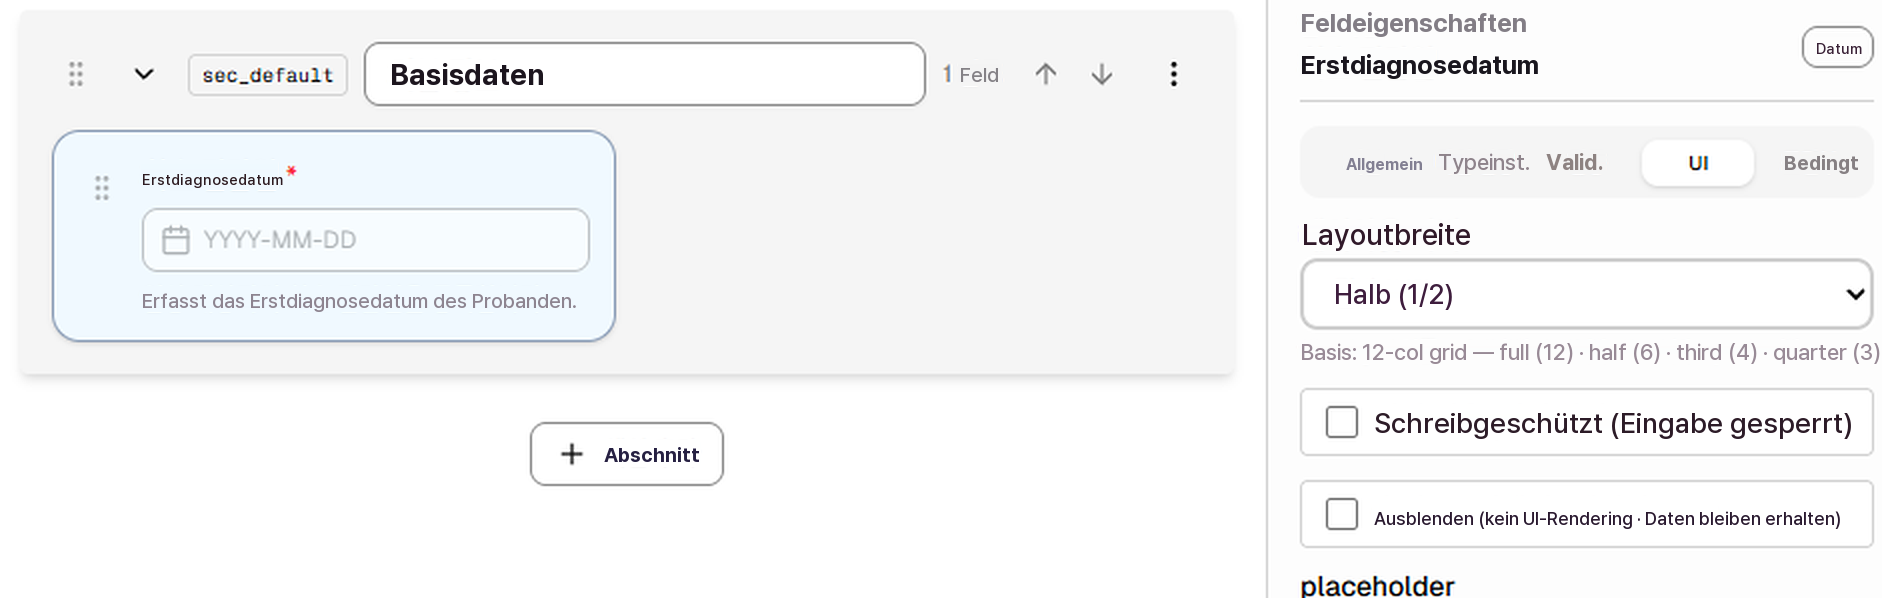 sec_default
Basisdaten
1 Feld
Erstdiagnosedatum*
YYYY-MM-DD
Erfasst das Erstdiagnosedatum des Probanden.
+ Abschnitt
Feldeigenschaften
Erstdiagnosedatum
Datum
Allgemein Typeinst. Valid. UI Bedingt
Layoutbreite
Halb (1/2)
Basis: 12-col grid — full (12) · half (6) · third (4) · quarter (3)
Schreibgeschützt (Eingabe gesperrt)
Ausblenden (kein UI-Rendering · Daten bleiben erhalten)
placeholder